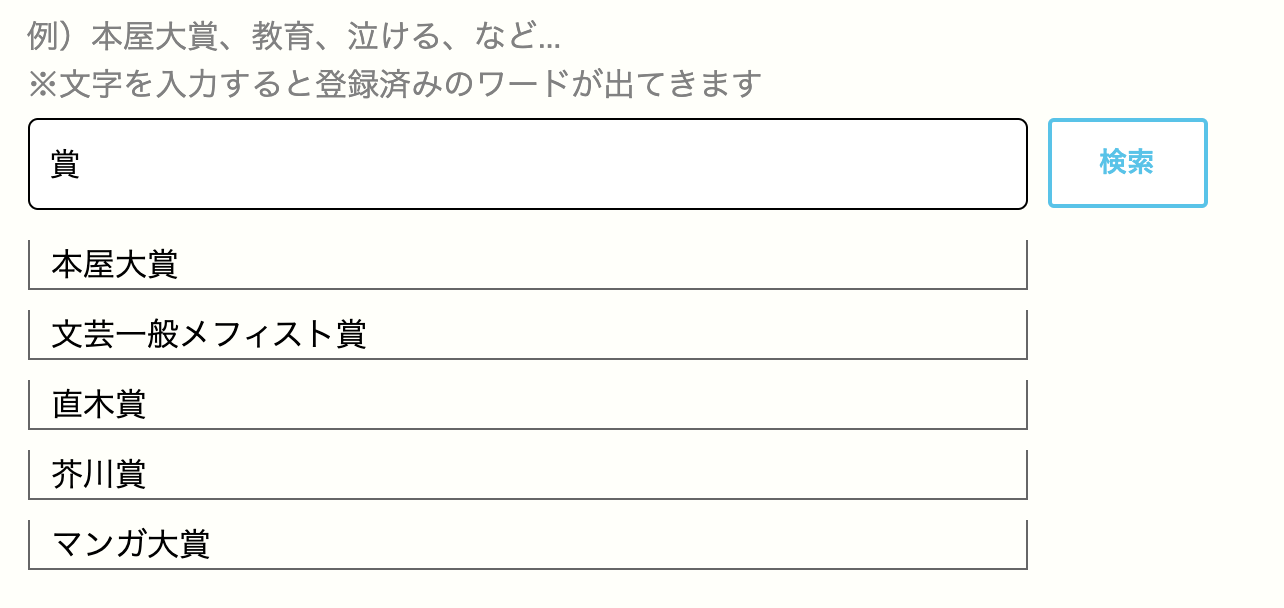 例）本屋大賞、教育、泣ける、など...
※文字を入力すると登録済みのワードが出てきます
賞
検索
本屋大賞
文芸一般メフィスト賞
直木賞
芥川賞
マンガ大賞